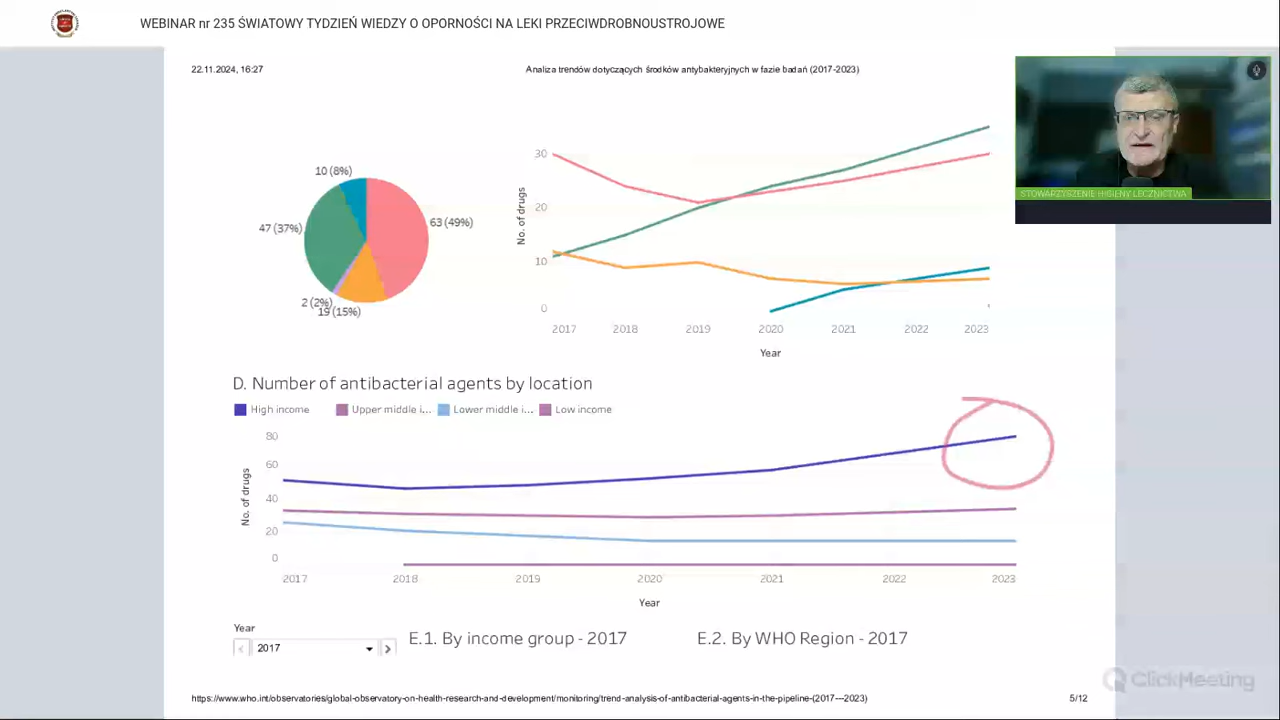 WEBINAR nr 235 ŚWIATOWY TYDZIEŃ WIEDZY O OPORNOŚCI NA LEKI PRZECIWDROBNOUSTROJOWE
22.11.2024, 16:27
Analiza trendów dotyczących środków antybakteryjnych w fazie badań (2017-2023)
STOWARZYSZENIE HIGIENY LECZNICTWA
10 (8%)
47 (37%)
63 (49%)
2 (2%)
19 (15%)
No. of drugs
30
20
10
0
2017 2018 2019 2020 2021 2022 2023
Year
D. Number of antibacterial agents by location
High income Upper middle i... Lower middle i... Low income
No. of drugs
80
60
40
20
0
2017 2018 2019 2020 2021 2022 2023
Year
Year
2017
E.1. By income group - 2017
E.2. By WHO Region - 2017
https://www.who.int/observatories/global-observatory-on-health-research-and-development/monitoring/trend-analysis-of-antibacterial-agents-in-the-pipeline-(2017---2023)
5/12
ClickMeeting